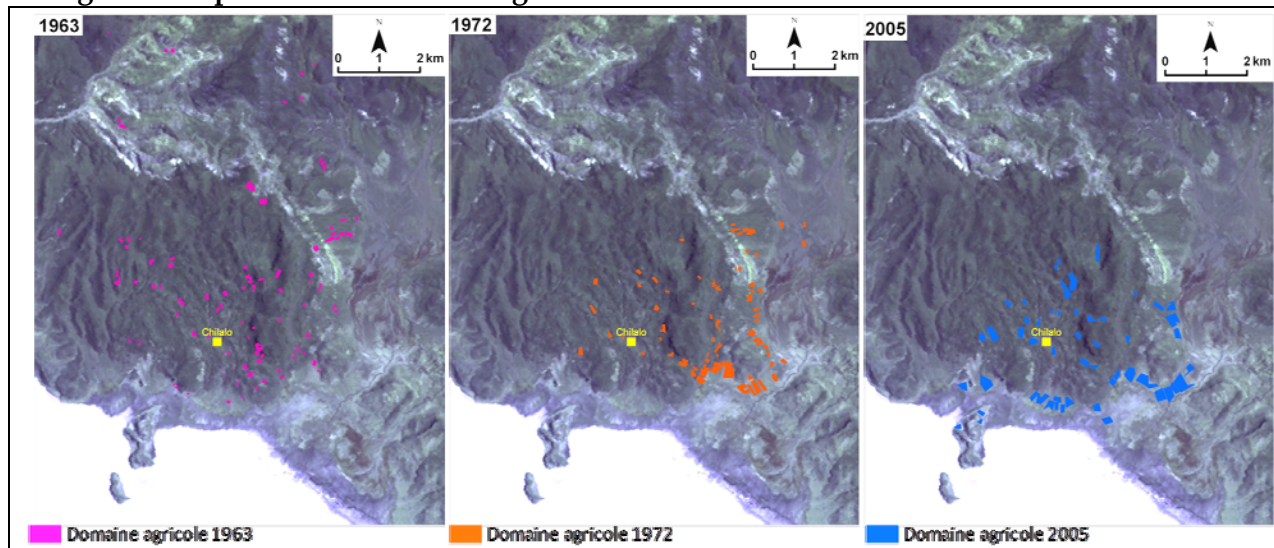 1963
N
0 1 2 km
Chilalo
Domaine agricole 1963
1972
N
0 1 2 km
Chilalo
Domaine agricole 1972
2005
N
0 1 2 km
Chilalo
Domaine agricole 2005